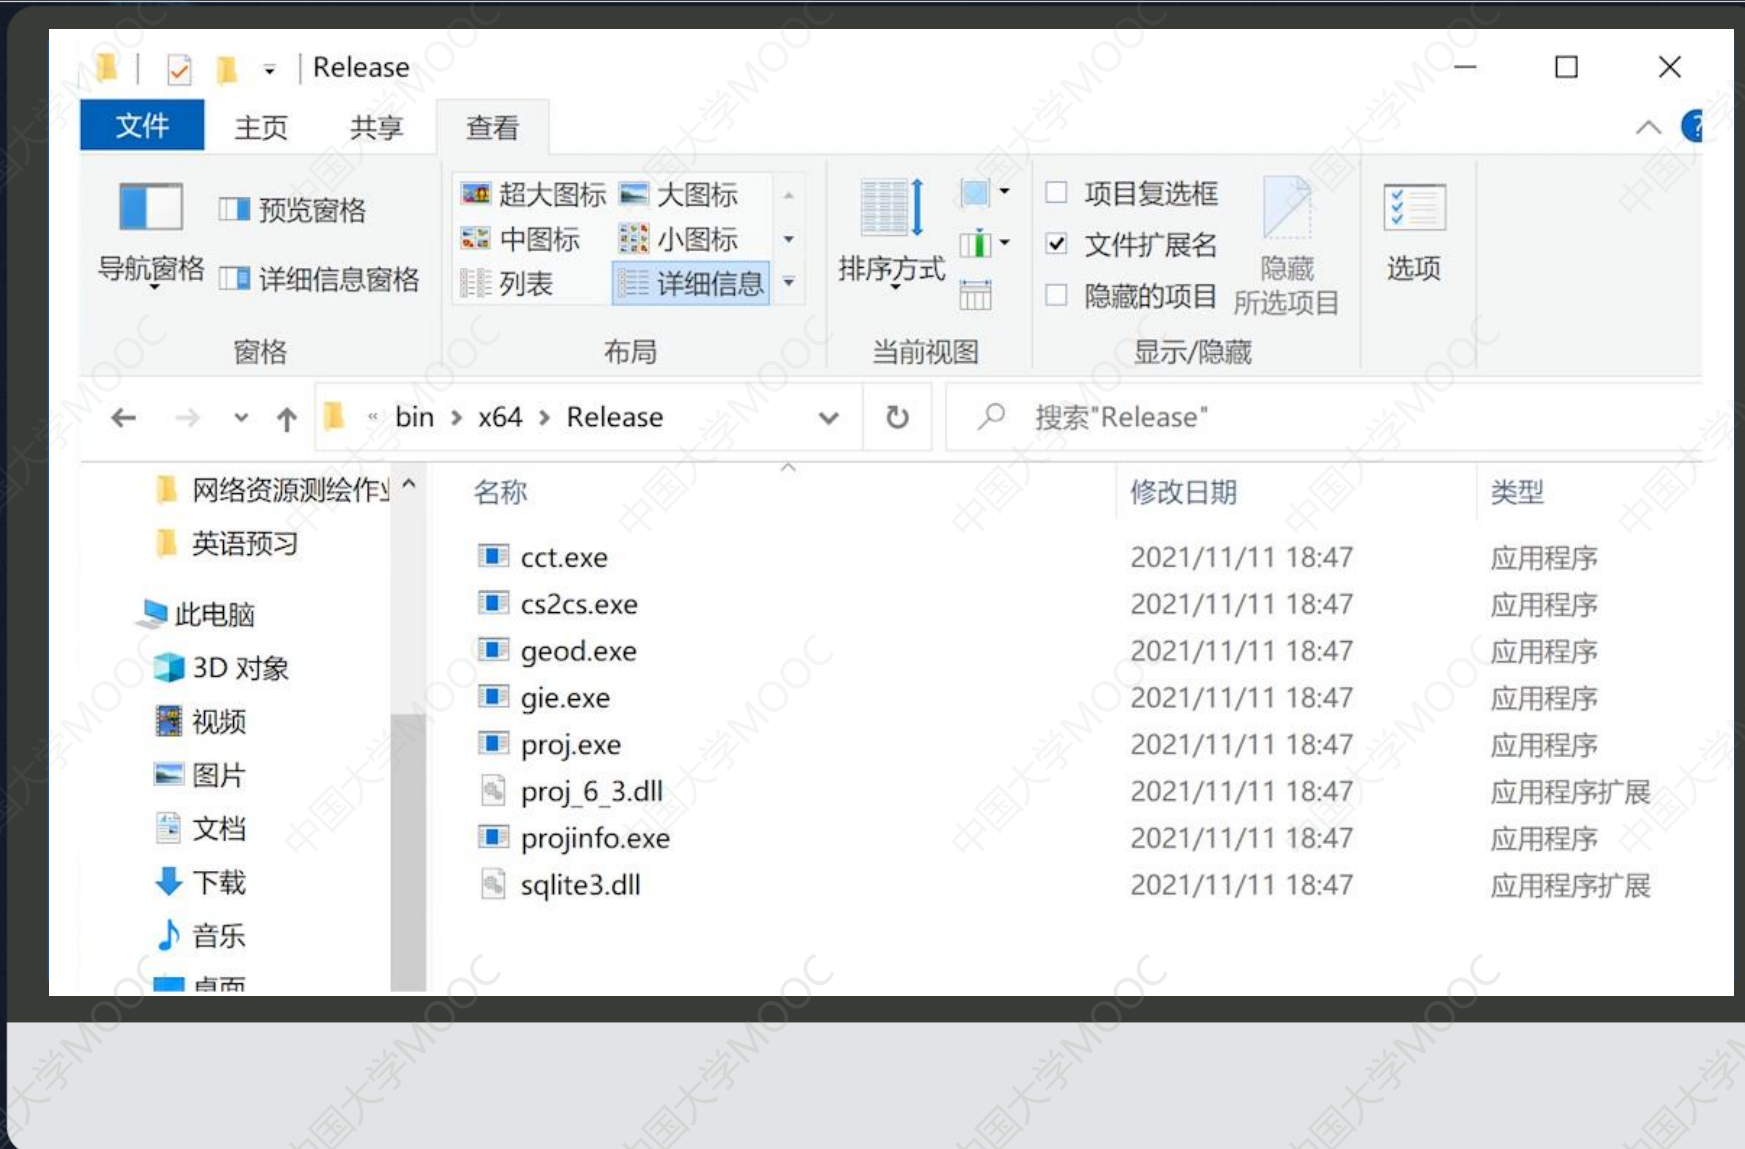 Release
文件 主页 共享 查看
导航窗格 预览窗格 详细信息窗格
窗格
超大图标 大图标
中图标 小图标
列表 详细信息
布局
排序方式
当前视图
项目复选框
文件扩展名
隐藏的项目
隐藏
所选项目
显示/隐藏
选项
« bin › x64 › Release
搜索"Release"
网络资源测绘作业
英语预习
此电脑
3D 对象
视频
图片
文档
下载
音乐
桌面
名称 修改日期 类型
cct.exe 2021/11/11 18:47 应用程序
cs2cs.exe 2021/11/11 18:47 应用程序
geod.exe 2021/11/11 18:47 应用程序
gie.exe 2021/11/11 18:47 应用程序
proj.exe 2021/11/11 18:47 应用程序
proj_6_3.dll 2021/11/11 18:47 应用程序扩展
projinfo.exe 2021/11/11 18:47 应用程序
sqlite3.dll 2021/11/11 18:47 应用程序扩展
中国大学MOOC